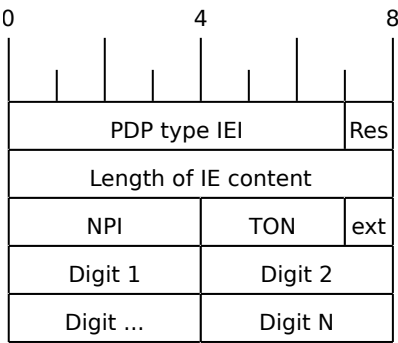 0 4 8
PDP type IEI Res
Length of IE content
NPI TON ext
Digit 1 Digit 2
Digit ... Digit N